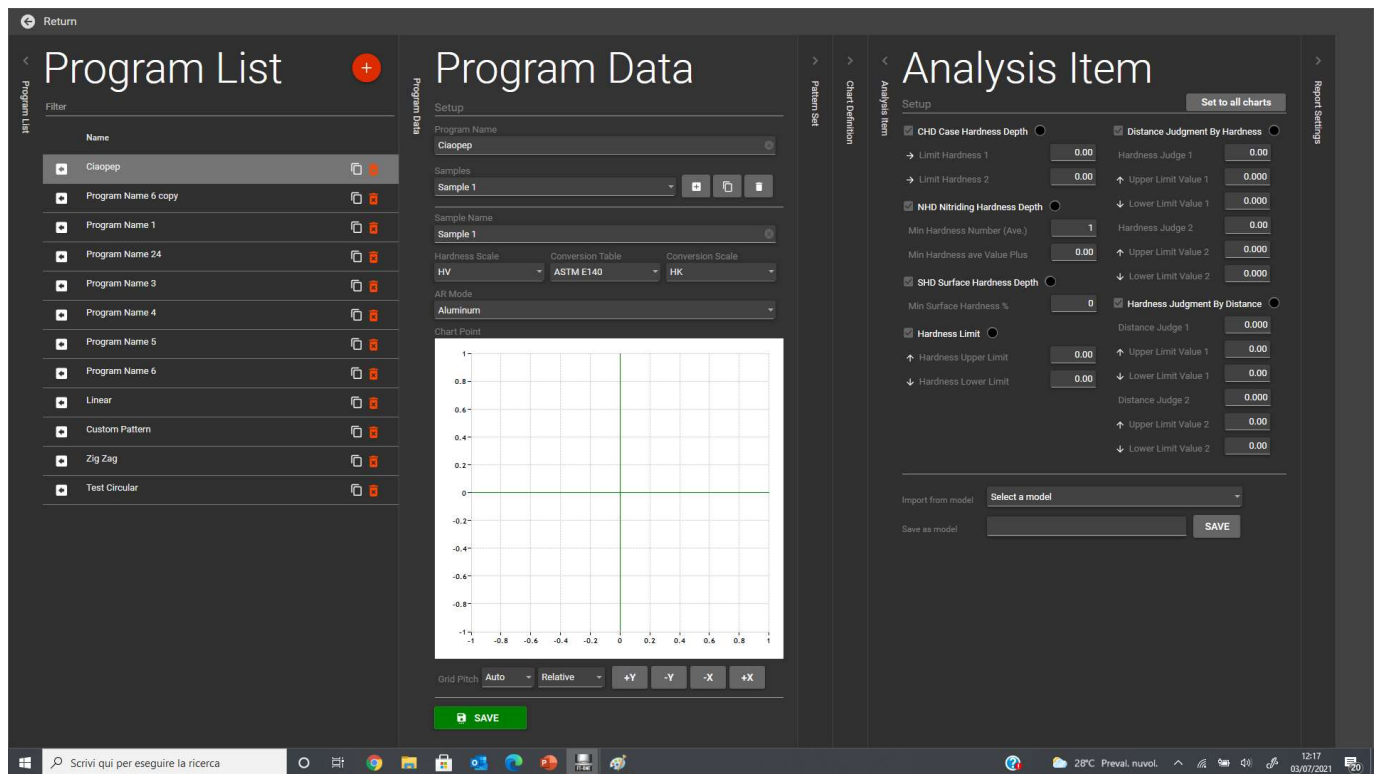 Return
Program List
Program List
+
Filter
Name
Ciaopep
Program Name 6 copy
Program Name 1
Program Name 24
Program Name 3
Program Name 4
Program Name 5
Program Name 6
Linear
Custom Pattern
Zig Zag
Test Circular
Program Data
Program Data
Setup
Program Name
Ciaopep
Samples
Sample 1
Sample Name
Sample 1
Hardness Scale Conversion Table Conversion Scale
HV ASTM E140 HK
AR Mode
Aluminum
Chart Point
1
0.8
0.6
0.4
0.2
0
-0.2
-0.4
-0.6
-0.8
-1
-1 -0.8 -0.6 -0.4 -0.2 0 0.2 0.4 0.6 0.8 1
Grid Pitch Auto Relative +Y -Y -X +X
SAVE
Pattern Set
Chart Definition
Analysis Item
Analysis Item
Setup Set to all charts
CHD Case Hardness Depth
Limit Hardness 1 0.00
Limit Hardness 2 0.00
NHD Nitriding Hardness Depth
Min Hardness Number (Ave.) 1
Min Hardness ave Value Plus 0.00
SHD Surface Hardness Depth
Min Surface Hardness % 0
Hardness Limit
Hardness Upper Limit 0.00
Hardness Lower Limit 0.00
Distance Judgment By Hardness
Hardness Judge 1 0.00
Upper Limit Value 1 0.000
Lower Limit Value 1 0.000
Hardness Judge 2 0.00
Upper Limit Value 2 0.000
Lower Limit Value 2 0.000
Hardness Judgment By Distance
Distance Judge 1 0.000
Upper Limit Value 1 0.00
Lower Limit Value 1 0.00
Distance Judge 2 0.000
Upper Limit Value 2 0.00
Lower Limit Value 2 0.00
Import from model Select a model
Save as model SAVE
Report Settings
Scrivi qui per eseguire la ricerca
28°C Preval. nuvol.
12:17
03/07/2021
20